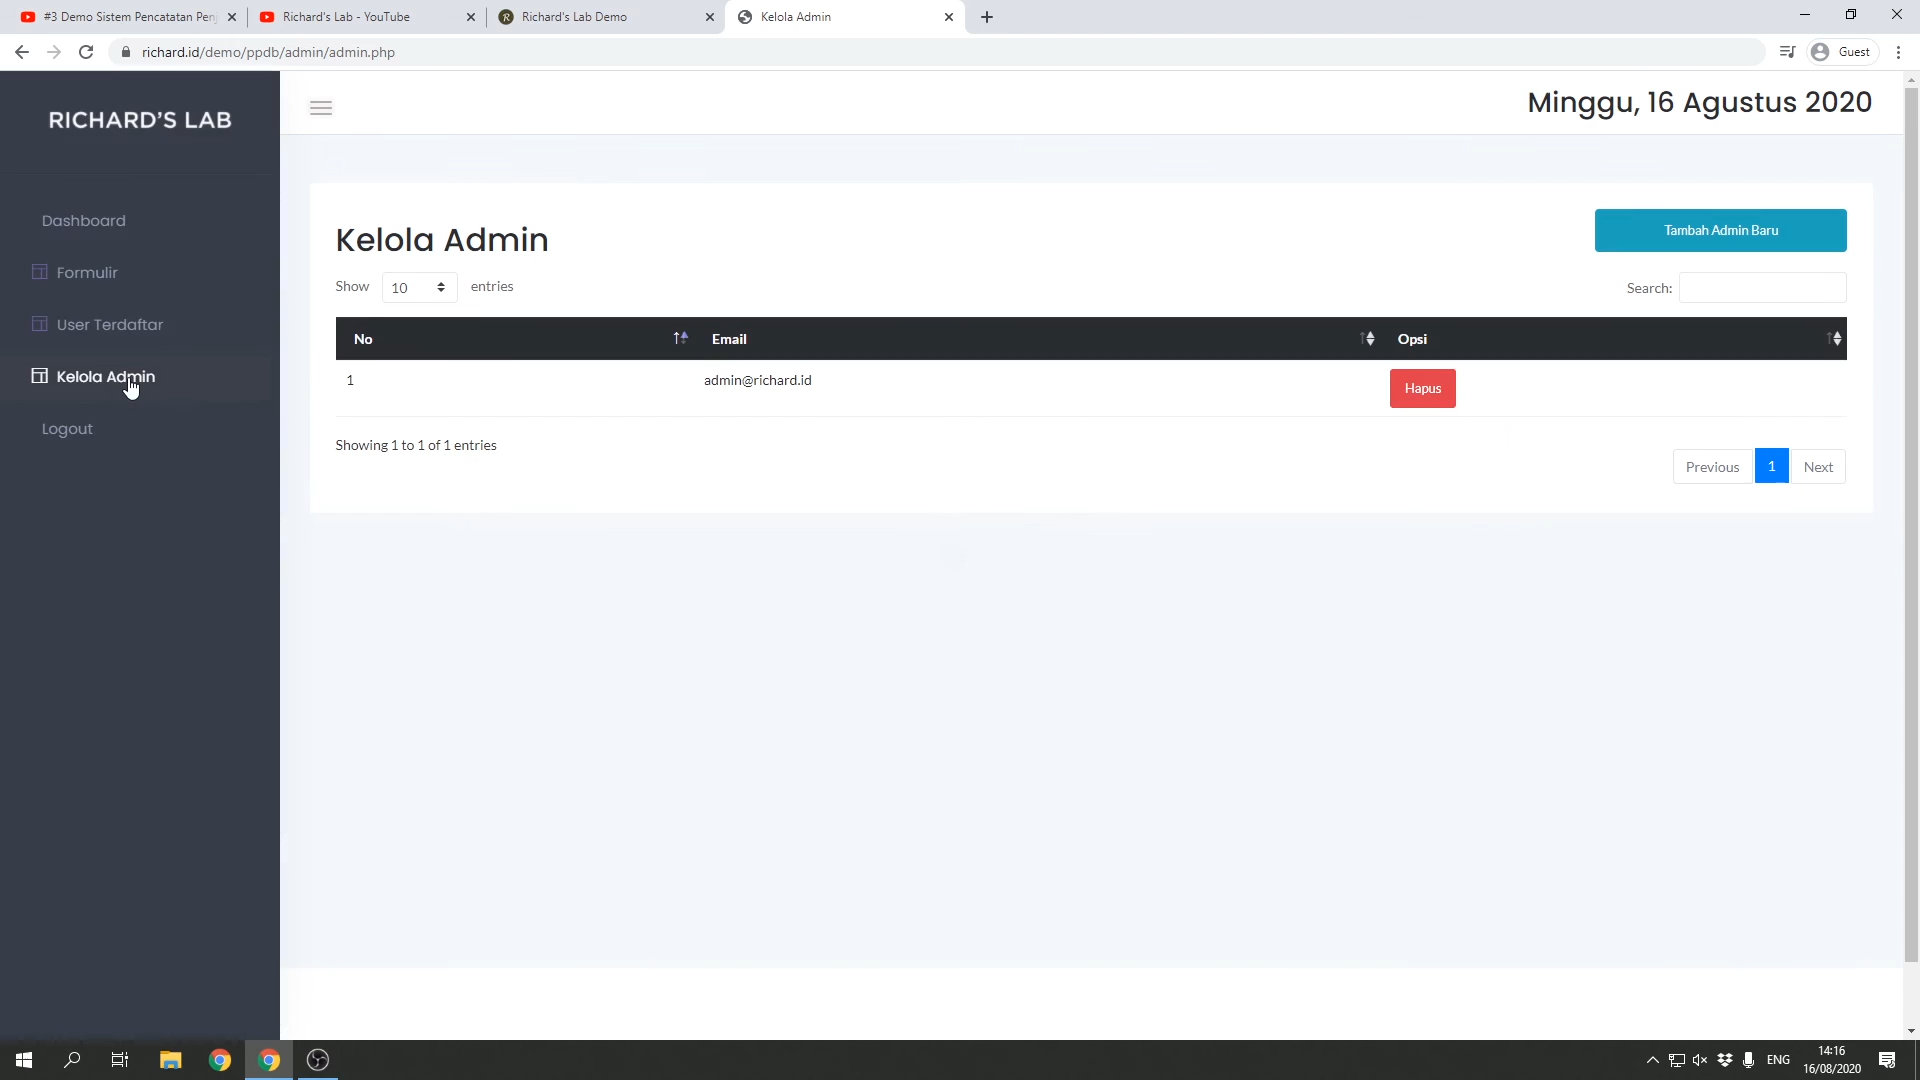 #3 Demo Sistem Pencatatan Penj
Richard's Lab - YouTube
Richard's Lab Demo
Kelola Admin
richard.id/demo/ppdb/admin/admin.php
Guest
RICHARD'S LAB
Minggu, 16 Agustus 2020
Dashboard
Formulir
User Terdaftar
Kelola Admin
Logout
Kelola Admin
Tambah Admin Baru
Show 10 entries
Search:
No Email Opsi
1 admin@richard.id Hapus
Showing 1 to 1 of 1 entries
Previous 1 Next
ENG
14:16
16/08/2020